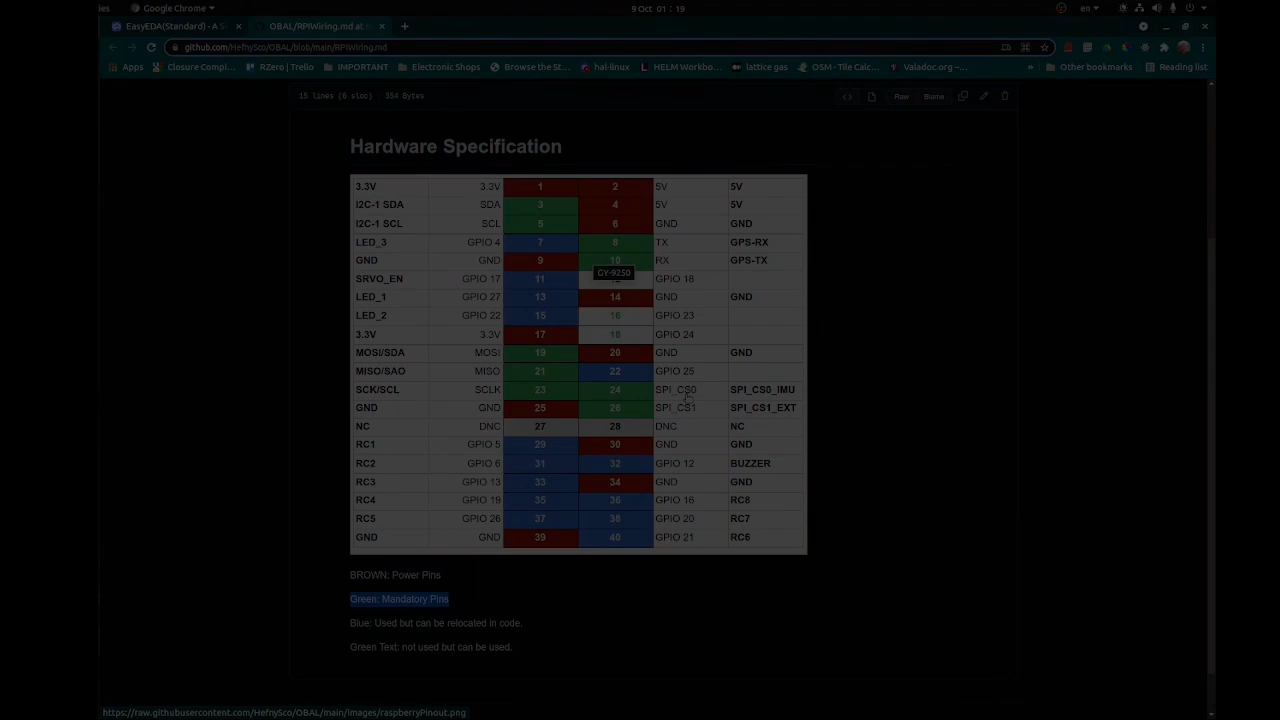 ies Google Chrome 9 Oct 01 : 19 en
EasyEDA(Standard) - A S OBAL/RPIWiring.md at
github.com/HefnySco/OBAL/blob/main/RPIWiring.md
Apps Closure Compi... RZero | Trello IMPORTANT Electronic Shops Browse the St... hal-linux HELM Workbo... lattice gat OSM - Tile Calc... Valadoc.org –... » Other bookmarks Reading list
15 lines (6 sloc) 354 Bytes <> Raw Blame
Hardware Specification
3.3V 3.3V 1 2 5V 5V
I2C-1 SDA SDA 3 4 5V 5V
I2C-1 SCL SCL 5 6 GND GND
LED_3 GPIO 4 7 8 TX GPS-RX
GND GND 9 10 RX GPS-TX
GY-9250
SRVO_EN GPIO 17 11 12 GPIO 18
LED_1 GPIO 27 13 14 GND GND
LED_2 GPIO 22 15 16 GPIO 23
3.3V 3.3V 17 18 GPIO 24
MOSI/SDA MOSI 19 20 GND GND
MISO/SAO MISO 21 22 GPIO 25
SCK/SCL SCLK 23 24 SPI_CS0 SPI_CS0_IMU
GND GND 25 26 SPI_CS1 SPI_CS1_EXT
NC DNC 27 28 DNC NC
RC1 GPIO 5 29 30 GND GND
RC2 GPIO 6 31 32 GPIO 12 BUZZER
RC3 GPIO 13 33 34 GND GND
RC4 GPIO 19 35 36 GPIO 16 RC8
RC5 GPIO 26 37 38 GPIO 20 RC7
GND GND 39 40 GPIO 21 RC6
BROWN: Power Pins
Green: Mandatory Pins
Blue: Used but can be relocated in code.
Green Text: not used but can be used.
https://raw.githubusercontent.com/HefnySco/OBAL/main/images/raspberryPinout.png